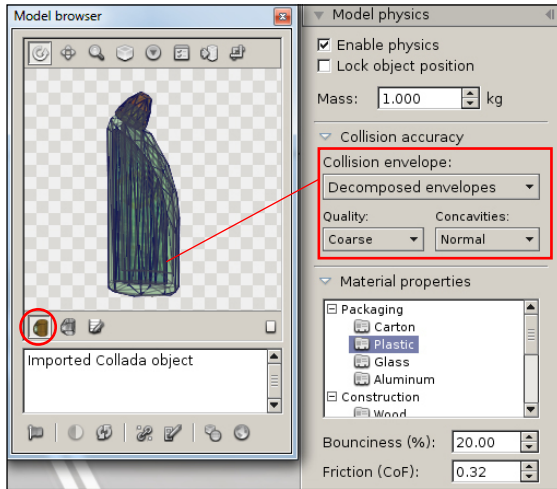 Model browser
Imported Collada object
Model physics
Enable physics
Lock object position
Mass: 1.000 kg
Collision accuracy
Collision envelope:
Decomposed envelopes
Quality: Concavities:
Coarse Normal
Material properties
Packaging
Carton
Plastic
Glass
Aluminum
Construction
Wood
Bounciness (%): 20.00
Friction (CoF): 0.32